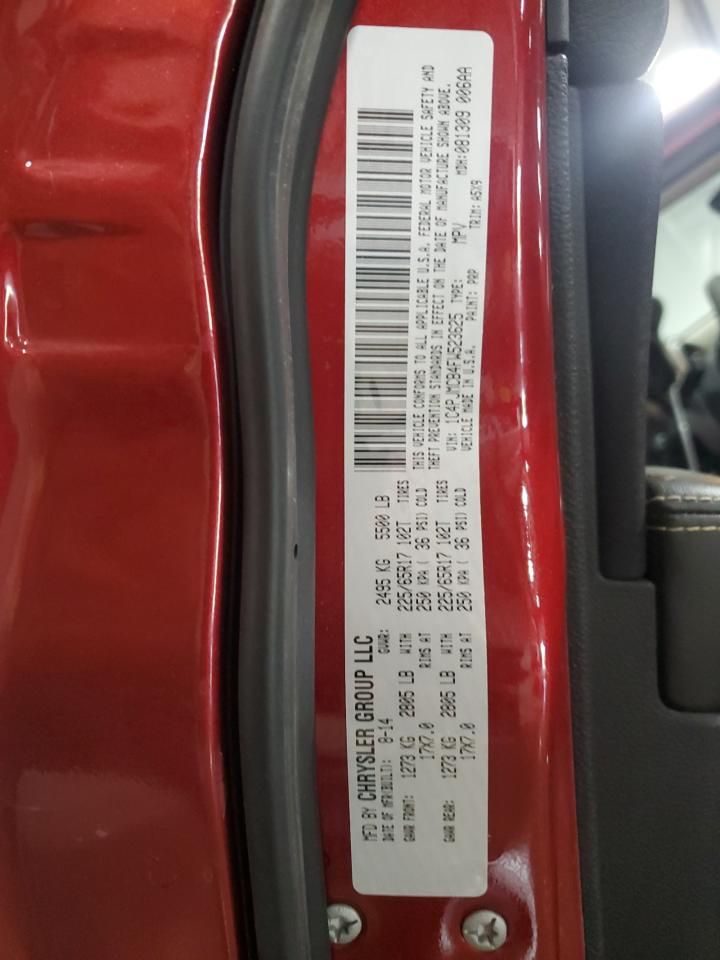 MFD BY CHRYSLER GROUP LLC
DATE OF MFR(BUILT): 8-14 GVWR: 2495 KG 5500 LB
GAWR FRONT: 1273 KG 2805 LB WITH 225/65R17 102T TIRES
17X7.0 RIMS AT 250 KPA ( 36 PSI) COLD
GAWR REAR: 1273 KG 2805 LB WITH 225/65R17 102T TIRES
17X7.0 RIMS AT 250 KPA ( 36 PSI) COLD
THIS VEHICLE CONFORMS TO ALL APPLICABLE U.S.A. FEDERAL MOTOR VEHICLE SAFETY AND
THEFT PREVENTION STANDARDS IN EFFECT ON THE DATE OF MANUFACTURE SHOWN ABOVE.
VIN: 1C4PJMCB4FW523625 TYPE: MPV MDH:081309 006AA
VEHICLE MADE IN U.S.A. PAINT: PRP TRIM: A5X9